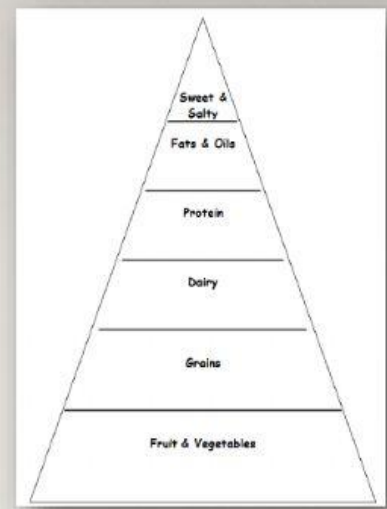 Sweet &
Salty
Fats & Oils
Protein
Dairy
Grains
Fruit & Vegetables